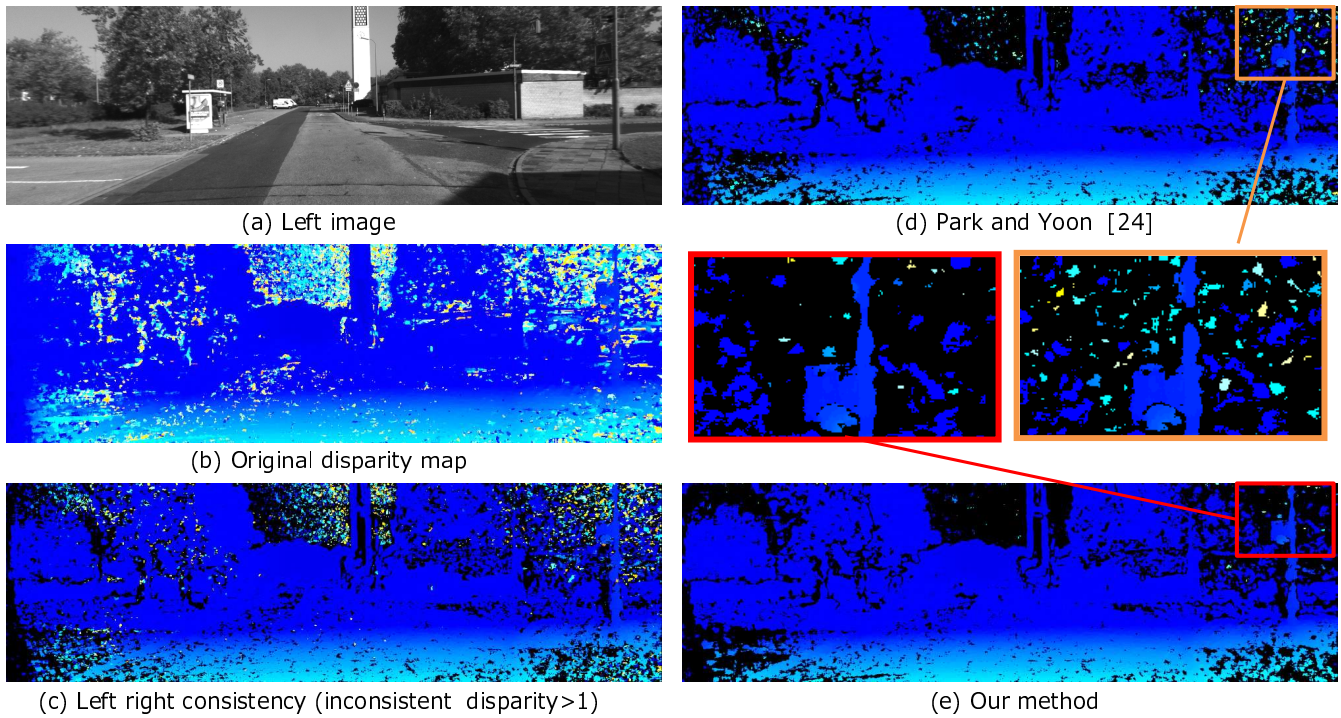 (a) Left image
(d) Park and Yoon [24]
(b) Original disparity map
(c) Left right consistency (inconsistent disparity>1)
(e) Our method